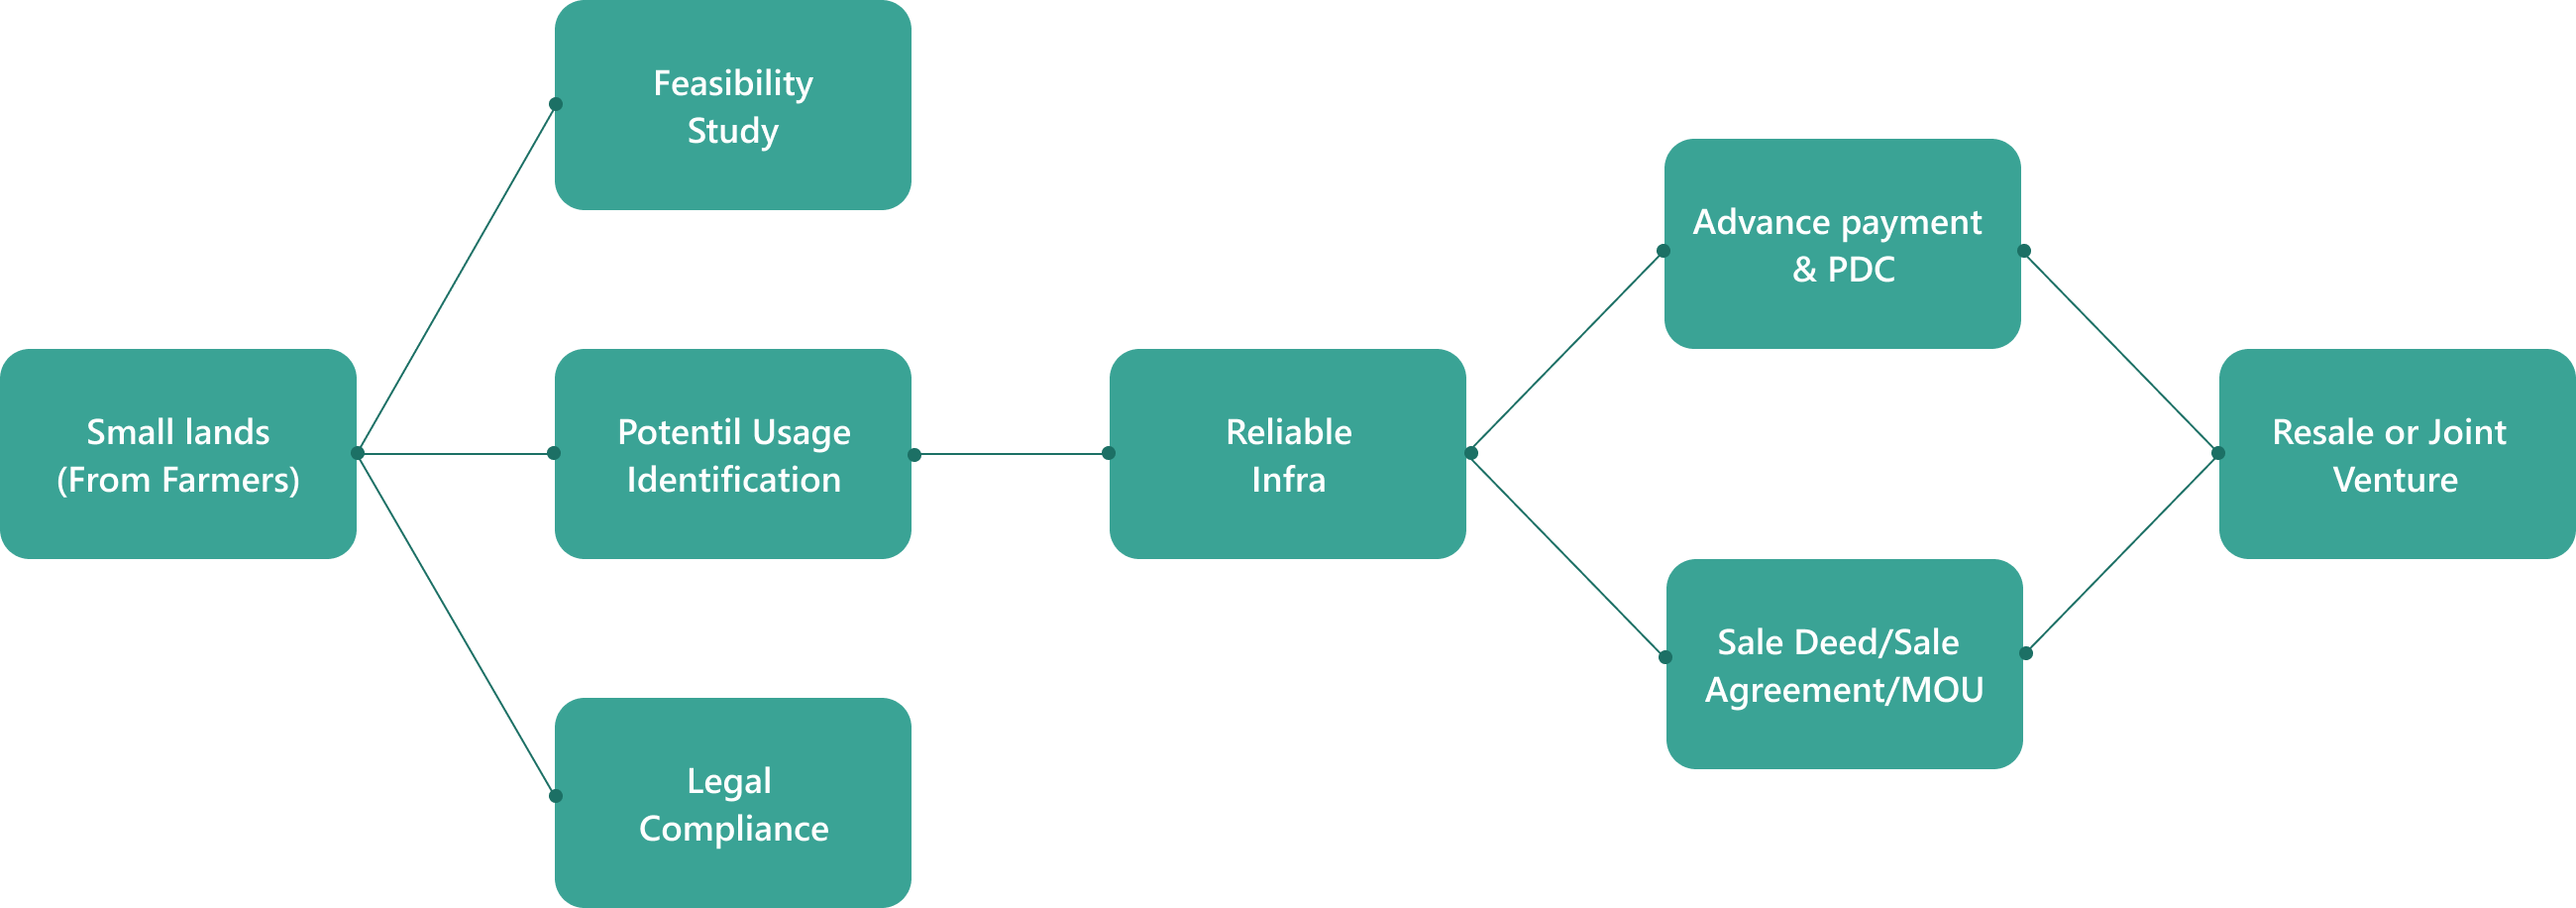 Small lands
(From Farmers)
Feasibility
Study
Potentil Usage
Identification
Legal
Compliance
Reliable
Infra
Advance payment
& PDC
Sale Deed/Sale
Agreement/MOU
Resale or Joint
Venture